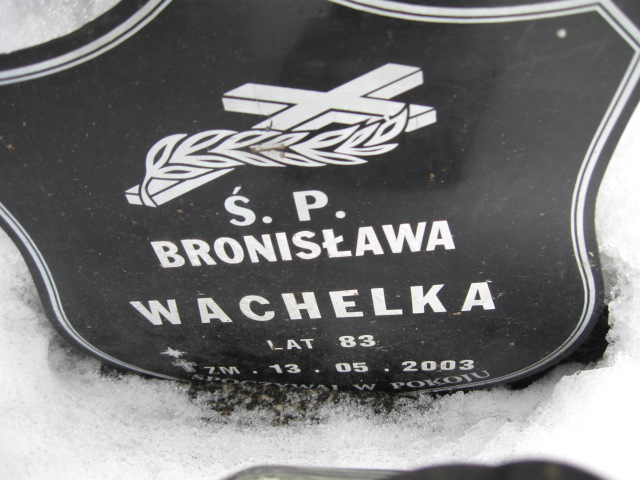 Ś. P.
BRONISŁAWA
WACHELKA
LAT 83
ZM. 13. 05. 2003
SPOCZYWAJ W POKOJU